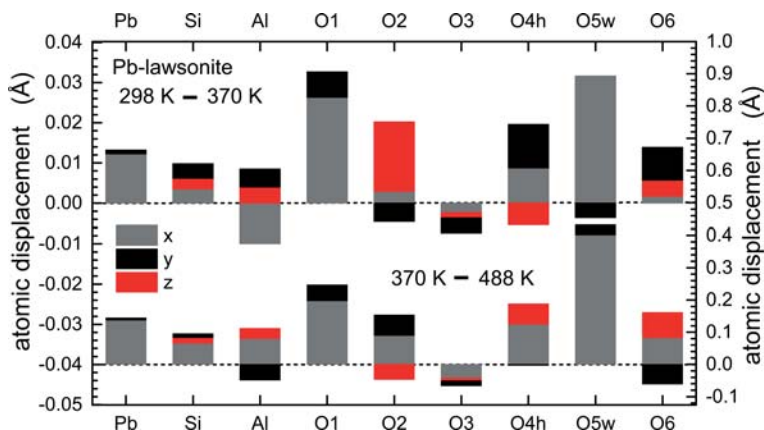 Pb Si Al O1 O2 O3 O4h O5w O6
0.04
0.03
0.02
0.01
0.00
-0.01
-0.02
-0.03
-0.04
-0.05
atomic displacement (Å)
Pb-lawsonite
298 K – 370 K
x
y
z
370 K – 488 K
1.0
0.9
0.8
0.7
0.6
0.5
0.4
0.3
0.2
0.1
0.0
-0.1
atomic displacement (Å)
Pb Si Al O1 O2 O3 O4h O5w O6